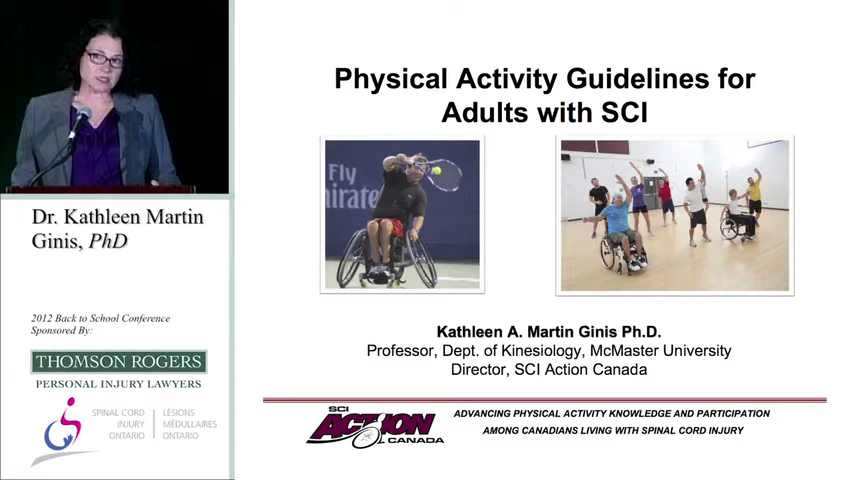 Dr. Kathleen Martin
Ginis, PhD
2012 Back to School Conference
Sponsored By:
THOMSON ROGERS
PERSONAL INJURY LAWYERS
SPINAL CORD
INJURY
ONTARIO
LÉSIONS
MÉDULLAIRES
ONTARIO
Physical Activity Guidelines for
Adults with SCI
Fly
Kathleen A. Martin Ginis Ph.D.
Professor, Dept. of Kinesiology, McMaster University
Director, SCI Action Canada
SCI
ACTION
CANADA
ADVANCING PHYSICAL ACTIVITY KNOWLEDGE AND PARTICIPATION
AMONG CANADIANS LIVING WITH SPINAL CORD INJURY